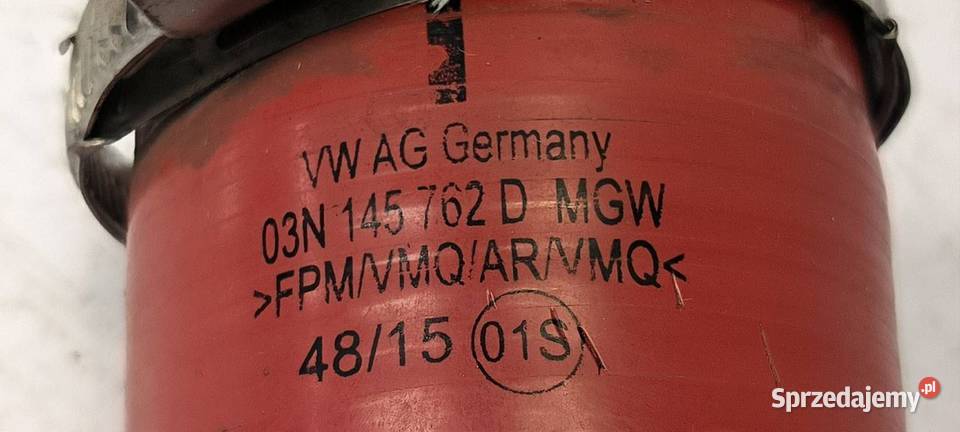 VW AG Germany
03N 145 762 D MGW
>FPM/VMQ/AR/VMQ<
48/15 01S
Sprzedajemy.pl